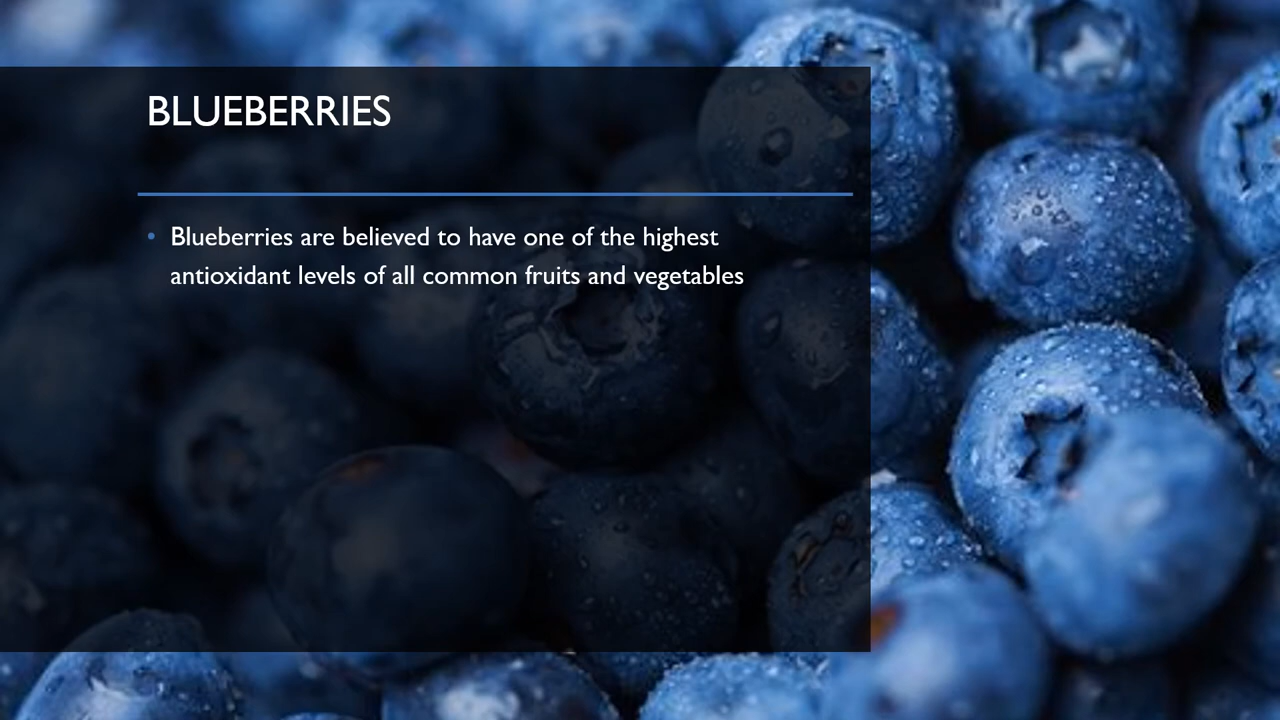 BLUEBERRIES
• Blueberries are believed to have one of the highest
antioxidant levels of all common fruits and vegetables